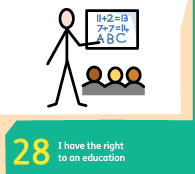 11+2=13
7+7=14
ABC
28
I have the right
to an education